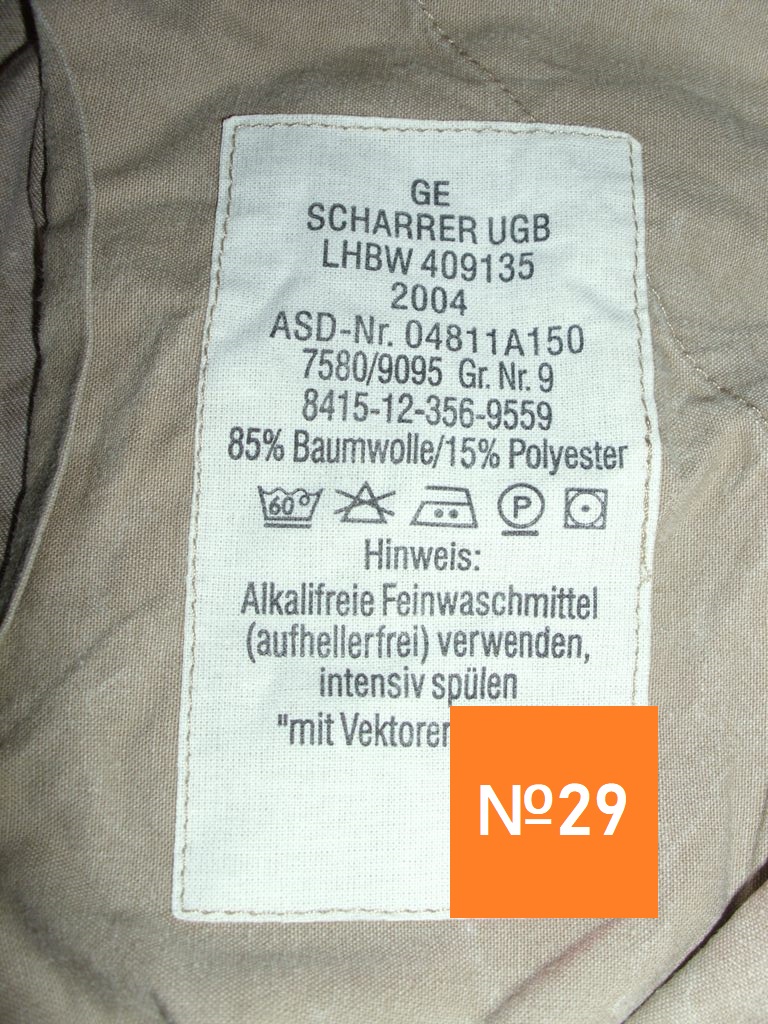 GE
SCHARRER UGB
LHBW 409135
2004
ASD-Nr. 04811A150
7580/9095 Gr. Nr. 9
8415-12-356-9559
85% Baumwolle/15% Polyester
60 P
Hinweis:
Alkalifreie Feinwaschmittel
(aufhellerfrei) verwenden,
intensiv spülen
"mit
№29